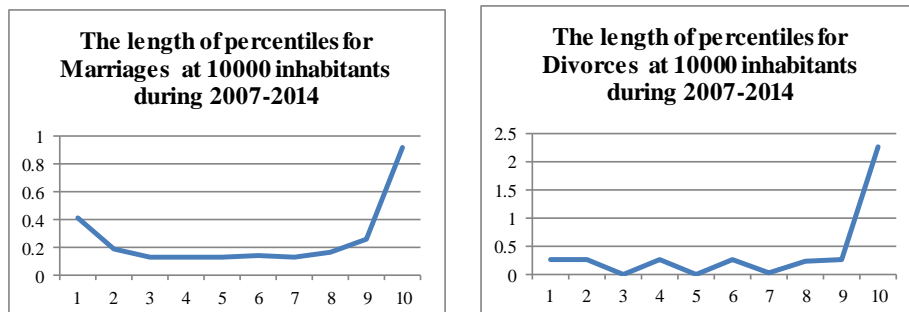 The length of percentiles for
Marriages at 10000 inhabitants
during 2007-2014
1
0.8
0.6
0.4
0.2
0
1 2 3 4 5 6 7 8 9 10
The length of percentiles for
Divorces at 10000 inhabitants
during 2007-2014
2.5
2
1.5
1
0.5
0
1 2 3 4 5 6 7 8 9 10